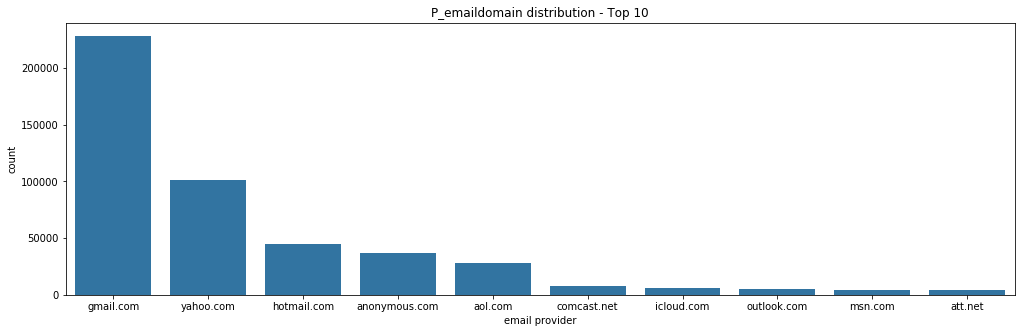 P_emaildomain distribution - Top 10
200000
150000
100000
50000
0
count
gmail.com yahoo.com hotmail.com anonymous.com aol.com comcast.net icloud.com outlook.com msn.com att.net
email provider